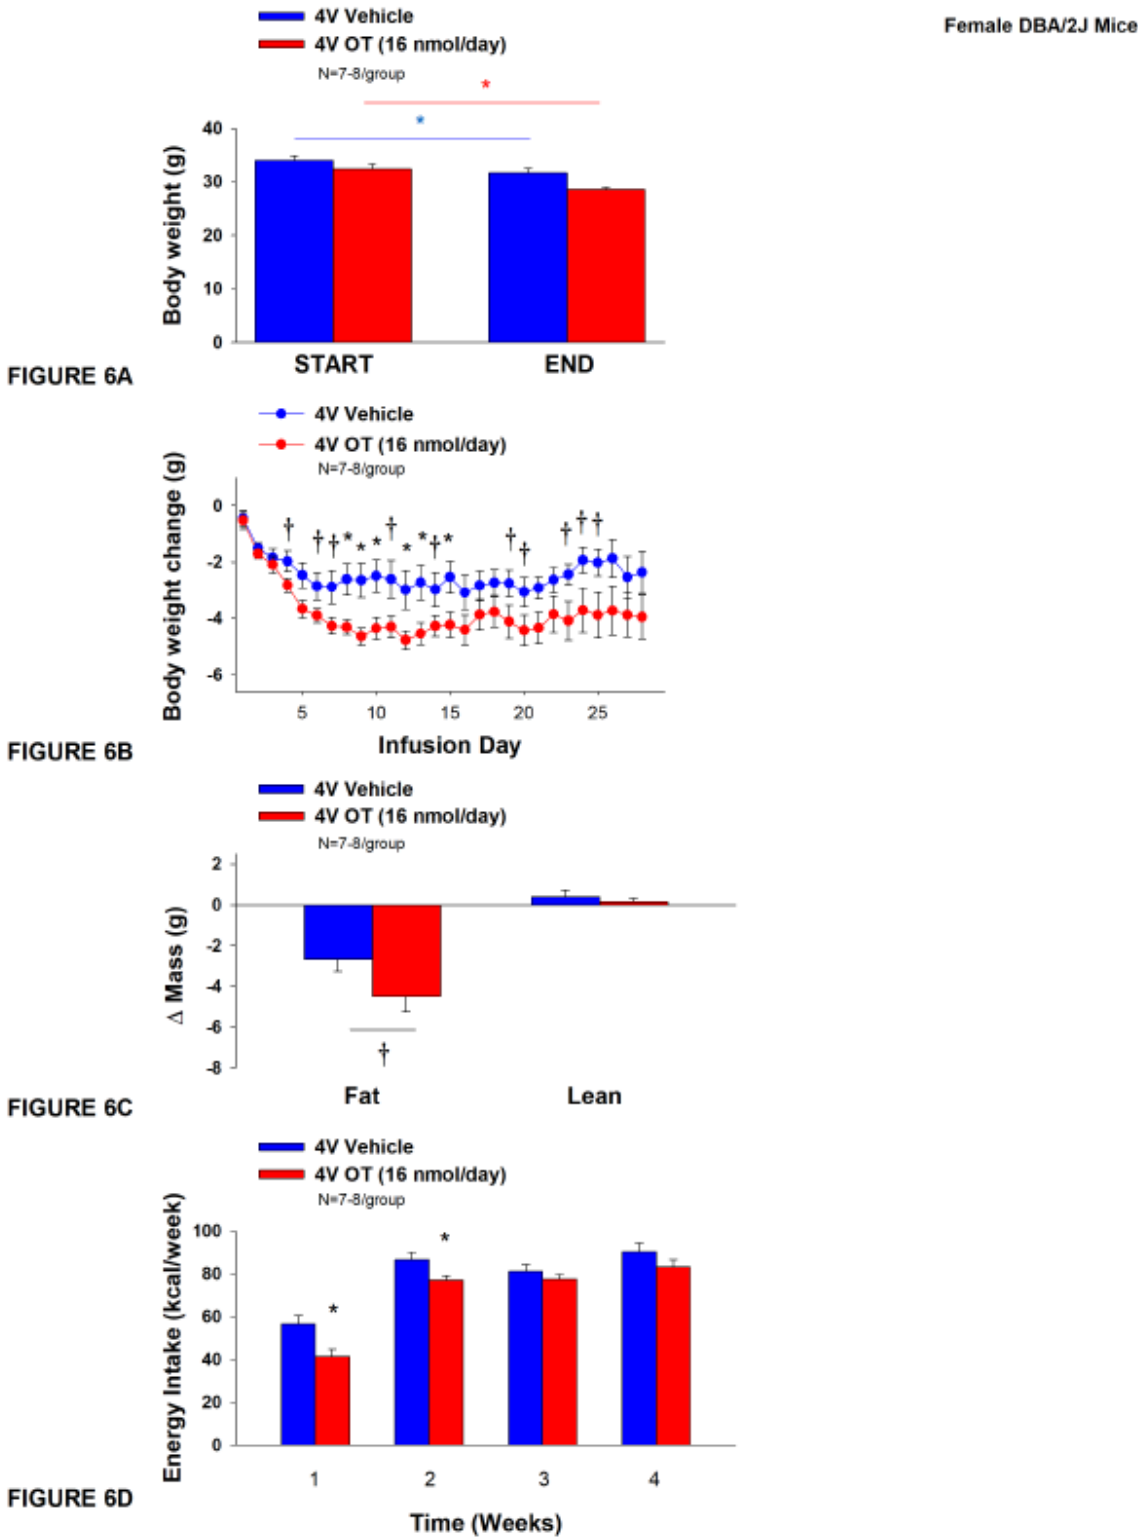 4V Vehicle
4V OT (16 nmol/day)
N=7-8/group
Female DBA/2J Mice
*
*
Body weight (g)
40
30
20
10
0
START END
FIGURE 6A
4V Vehicle
4V OT (16 nmol/day)
N=7-8/group
Body weight change (g)
0
-2
-4
-6
† † † * * * † * * † * † † † † †
5 10 15 20 25
Infusion Day
FIGURE 6B
4V Vehicle
4V OT (16 nmol/day)
N=7-8/group
Δ Mass (g)
2
0
-2
-4
-6
-8
†
Fat Lean
FIGURE 6C
4V Vehicle
4V OT (16 nmol/day)
N=7-8/group
Energy Intake (kcal/week)
100
80
60
40
20
0
* *
1 2 3 4
Time (Weeks)
FIGURE 6D